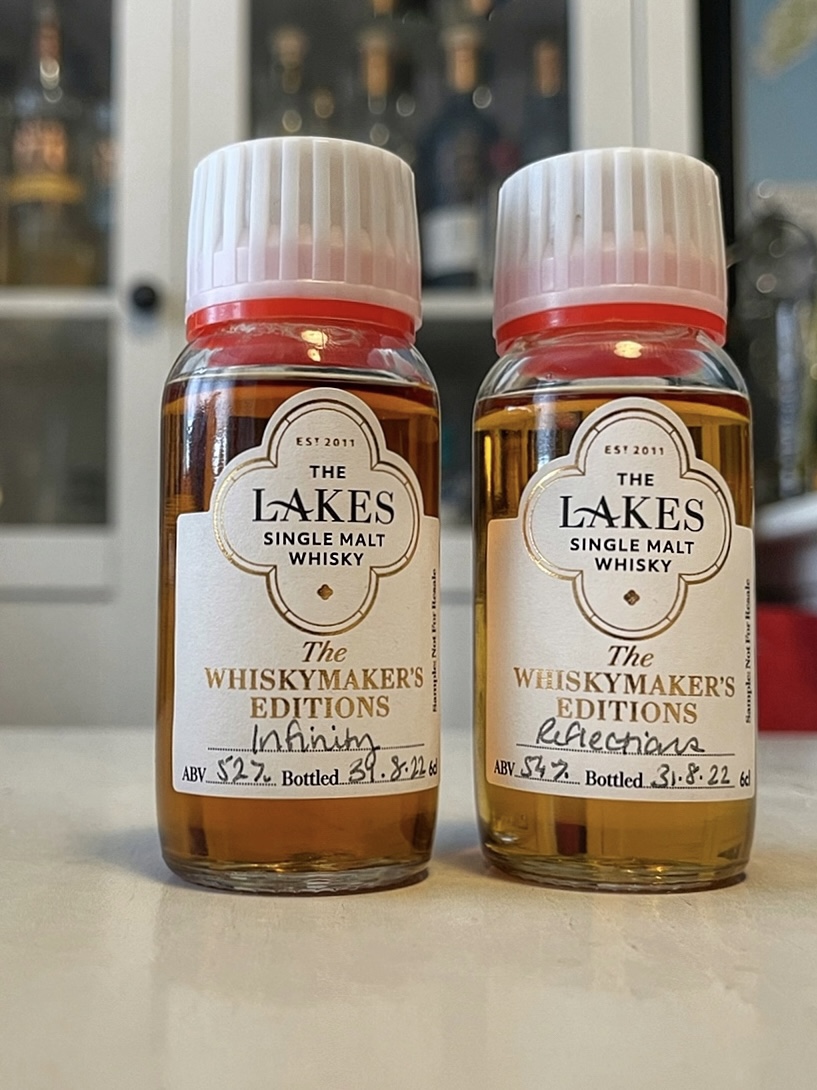 EST 2011
THE
LAKES
SINGLE MALT
WHISKY
The
WHISKYMAKER'S
EDITIONS
Infinity
ABV 52% Bottled 31.8.22 6cl
Sample: Not For Resale
EST 2011
THE
LAKES
SINGLE MALT
WHISKY
The
WHISKYMAKER'S
EDITIONS
Reflections
ABV 54% Bottled 31.8.22 6cl
Sample: Not For Resale